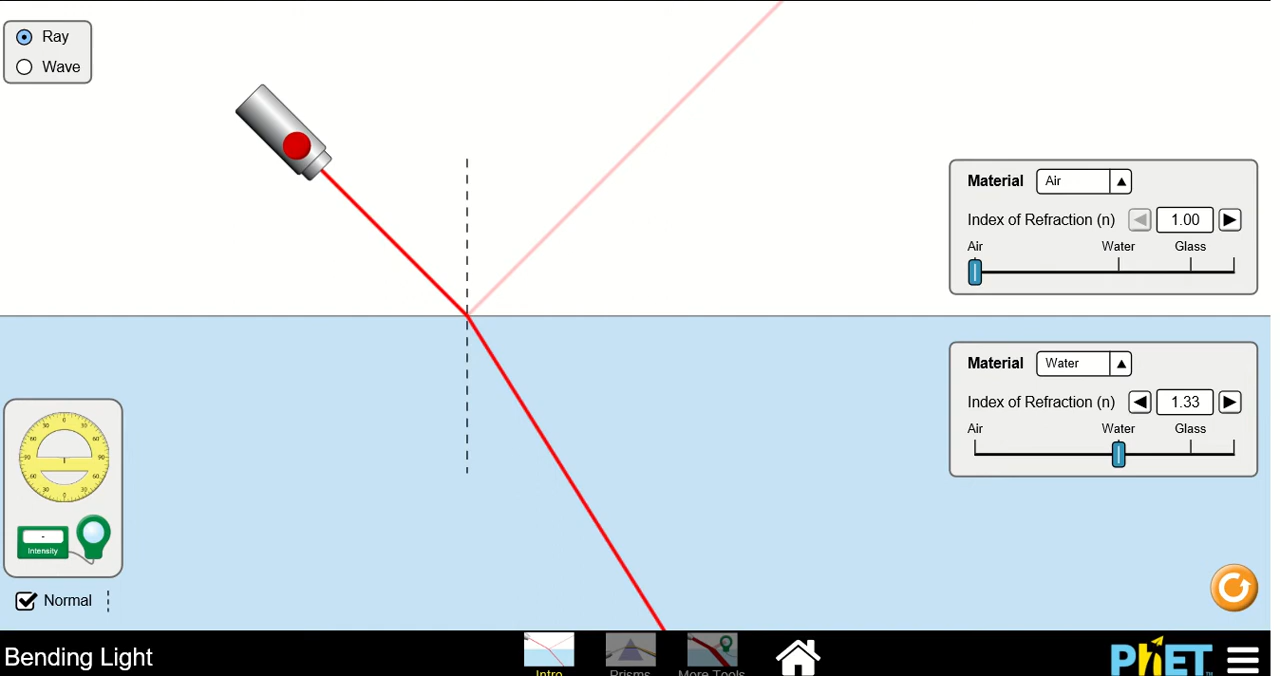 Ray
Wave
Material Air
Index of Refraction (n) 1.00
Air Water Glass
Material Water
Index of Refraction (n) 1.33
Air Water Glass
Intensity
Normal
Bending Light
Intro Prisms More Tools
PhET